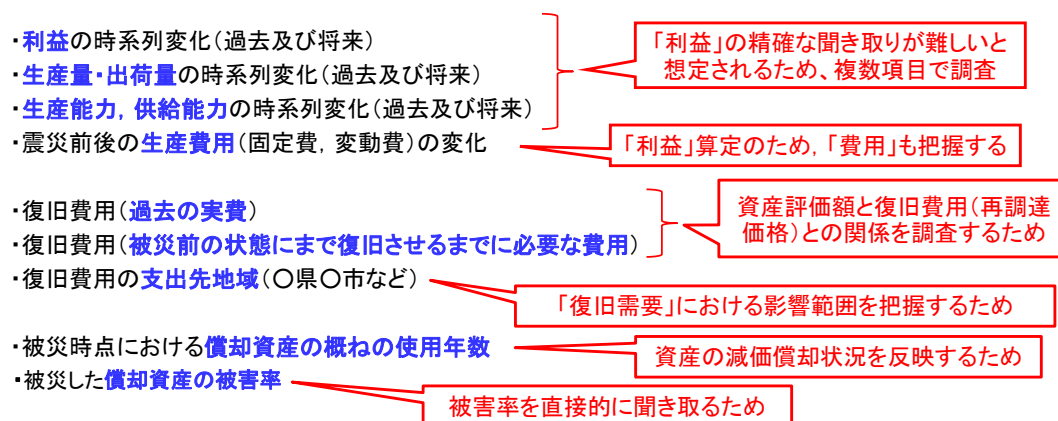 ・利益の時系列変化（過去及び将来）
・生産量・出荷量の時系列変化（過去及び将来）
・生産能力，供給能力の時系列変化（過去及び将来）
「利益」の精確な聞き取りが難しいと
想定されるため、複数項目で調査
・震災前後の生産費用（固定費，変動費）の変化
「利益」算定のため，「費用」も把握する
・復旧費用（過去の実費）
・復旧費用（被災前の状態にまで復旧させるまでに必要な費用）
資産評価額と復旧費用（再調達
価格）との関係を調査するため
・復旧費用の支出先地域（〇県〇市など）
「復旧需要」における影響範囲を把握するため
・被災時点における償却資産の概ねの使用年数
資産の減価償却状況を反映するため
・被災した償却資産の被害率
被害率を直接的に聞き取るため